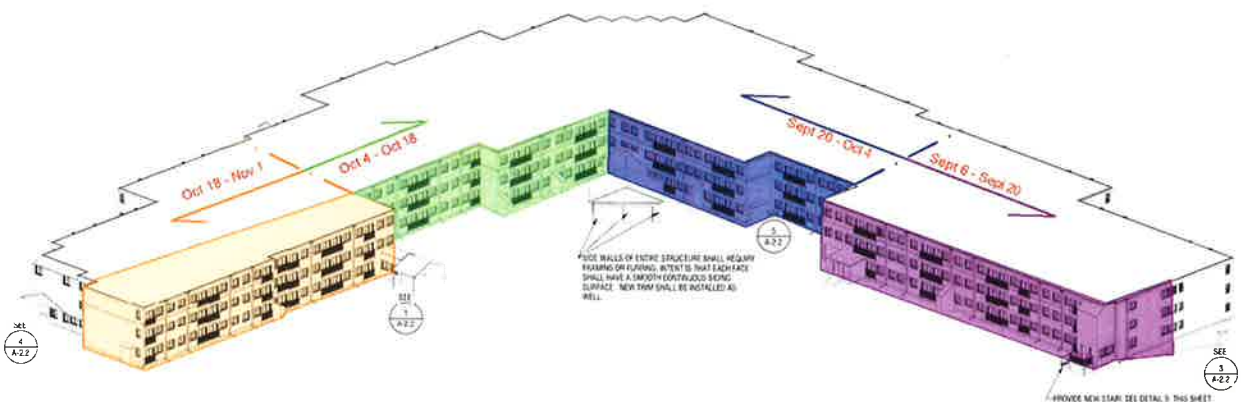 Oct 18 - Nov 1
Oct 4 - Oct 18
Sept 20 - Oct 4
Sept 6 - Sept 20
SIDE WALLS OF ENTIRE STRUCTURE SHALL REQUIRE
FRAMING OR FURRING. INTENT IS THAT EACH FACE
SHALL HAVE A SMOOTH CONTINUOUS SIDING
SURFACE. NEW TRIM SHALL BE INSTALLED AS
WELL.
5
A-2.2
SEE
1
A-2.2
SEE
4
A-2.2
SEE
3
A-2.2
PROVIDE NEW STAIR, SEE DETAIL 9, THIS SHEET